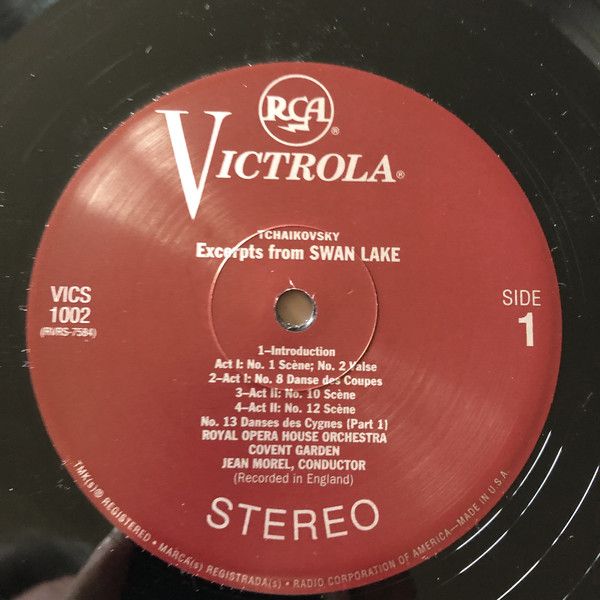 RCA ®
VICTROLA®
TCHAIKOVSKY
Excerpts from SWAN LAKE
VICS
1002
(RVRS-7584)
SIDE
1
1–Introduction
Act I: No. 1 Scène; No. 2 Valse
2–Act I: No. 8 Danse des Coupes
3–Act II: No. 10 Scène
4–Act II: No. 12 Scène
No. 13 Danses des Cygnes (Part 1)
ROYAL OPERA HOUSE ORCHESTRA
COVENT GARDEN
JEAN MOREL, CONDUCTOR
(Recorded in England)
STEREO
TMK(s)® REGISTERED • MARCA(s) REGISTRADA(s) • RADIO CORPORATION OF AMERICA—MADE IN U.S.A.